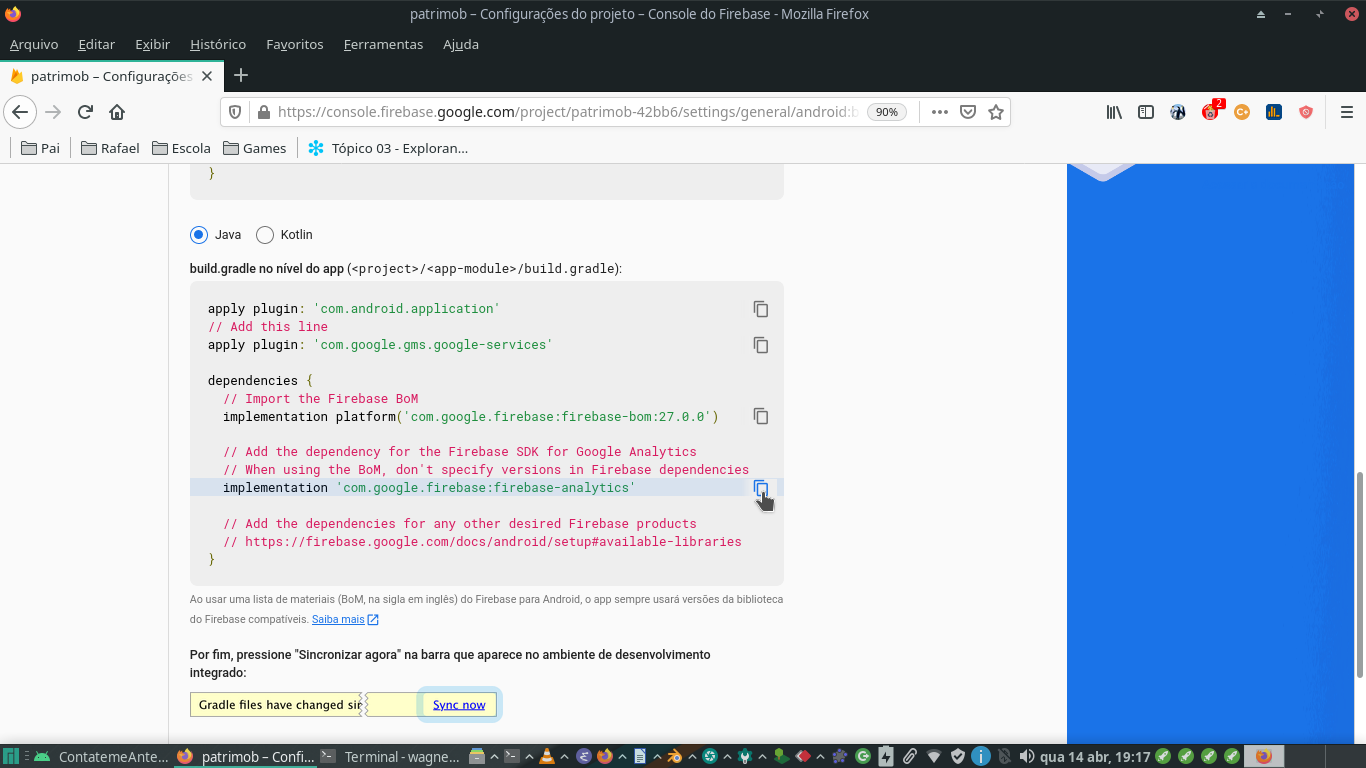 patrimob – Configurações do projeto – Console do Firebase - Mozilla Firefox
Arquivo Editar Exibir Histórico Favoritos Ferramentas Ajuda
patrimob – Configurações
https://console.firebase.google.com/project/patrimob-42bb6/settings/general/android:b 90% 2
Pai Rafael Escola Games Tópico 03 - Exploran...
}
Java Kotlin
build.gradle no nível do app (<project>/<app-module>/build.gradle):
apply plugin: 'com.android.application'
// Add this line
apply plugin: 'com.google.gms.google-services'
dependencies {
// Import the Firebase BoM
implementation platform('com.google.firebase:firebase-bom:27.0.0')
// Add the dependency for the Firebase SDK for Google Analytics
// When using the BoM, don't specify versions in Firebase dependencies
implementation 'com.google.firebase:firebase-analytics'
// Add the dependencies for any other desired Firebase products
// https://firebase.google.com/docs/android/setup#available-libraries
}
Ao usar uma lista de materiais (BoM, na sigla em inglês) do Firebase para Android, o app sempre usará versões da biblioteca
do Firebase compatíveis. Saiba mais
Por fim, pressione "Sincronizar agora" na barra que aparece no ambiente de desenvolvimento
integrado:
Gradle files have changed sin Sync now
ContatemeAnte... patrimob – Confi... Terminal - wagne... qua 14 abr, 19:17